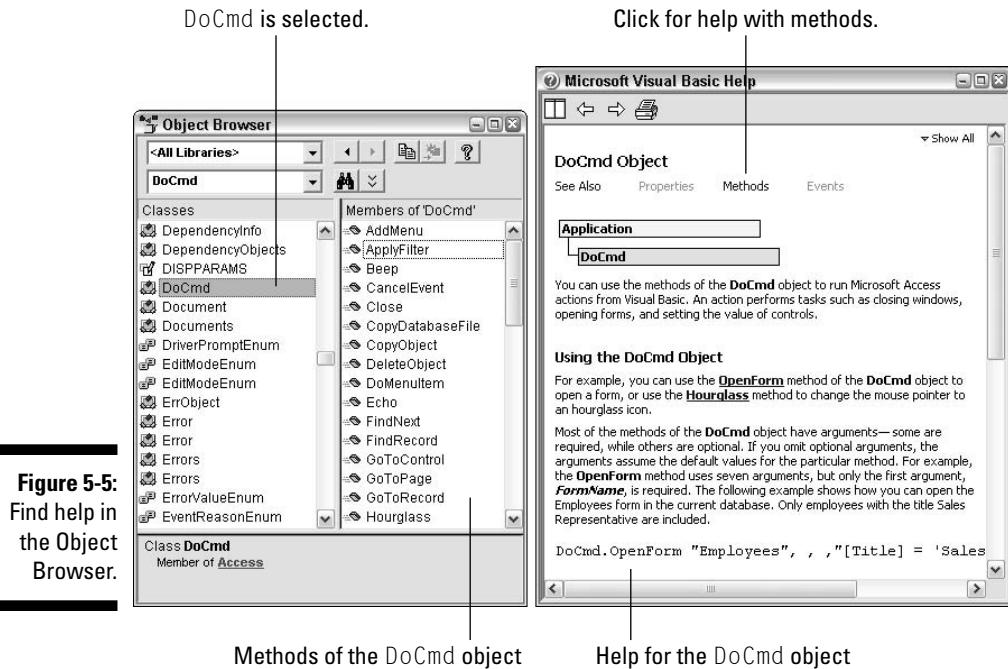 DoCmd is selected.
Click for help with methods.
Object Browser
<All Libraries>
DoCmd
Classes
DependencyInfo
DependencyObjects
DISPPARAMS
DoCmd
Document
Documents
DriverPromptEnum
EditModeEnum
EditModeEnum
ErrObject
Error
Error
Errors
Errors
ErrorValueEnum
EventReasonEnum
Members of 'DoCmd'
AddMenu
ApplyFilter
Beep
CancelEvent
Close
CopyDatabaseFile
CopyObject
DeleteObject
DoMenuItem
Echo
FindNext
FindRecord
GoToControl
GoToPage
GoToRecord
Hourglass
Class DoCmd
Member of Access
Microsoft Visual Basic Help
Show All
DoCmd Object
See Also Properties Methods Events
Application
DoCmd
You can use the methods of the DoCmd object to run Microsoft Access
actions from Visual Basic. An action performs tasks such as closing windows,
opening forms, and setting the value of controls.
Using the DoCmd Object
For example, you can use the OpenForm method of the DoCmd object to
open a form, or use the Hourglass method to change the mouse pointer to
an hourglass icon.
Most of the methods of the DoCmd object have arguments— some are
required, while others are optional. If you omit optional arguments, the
arguments assume the default values for the particular method. For example,
the OpenForm method uses seven arguments, but only the first argument,
FormName, is required. The following example shows how you can open the
Employees form in the current database. Only employees with the title Sales
Representative are included.
DoCmd.OpenForm "Employees", , ,"[Title] = 'Sales
Figure 5-5:
Find help in
the Object
Browser.
Methods of the DoCmd object
Help for the DoCmd object